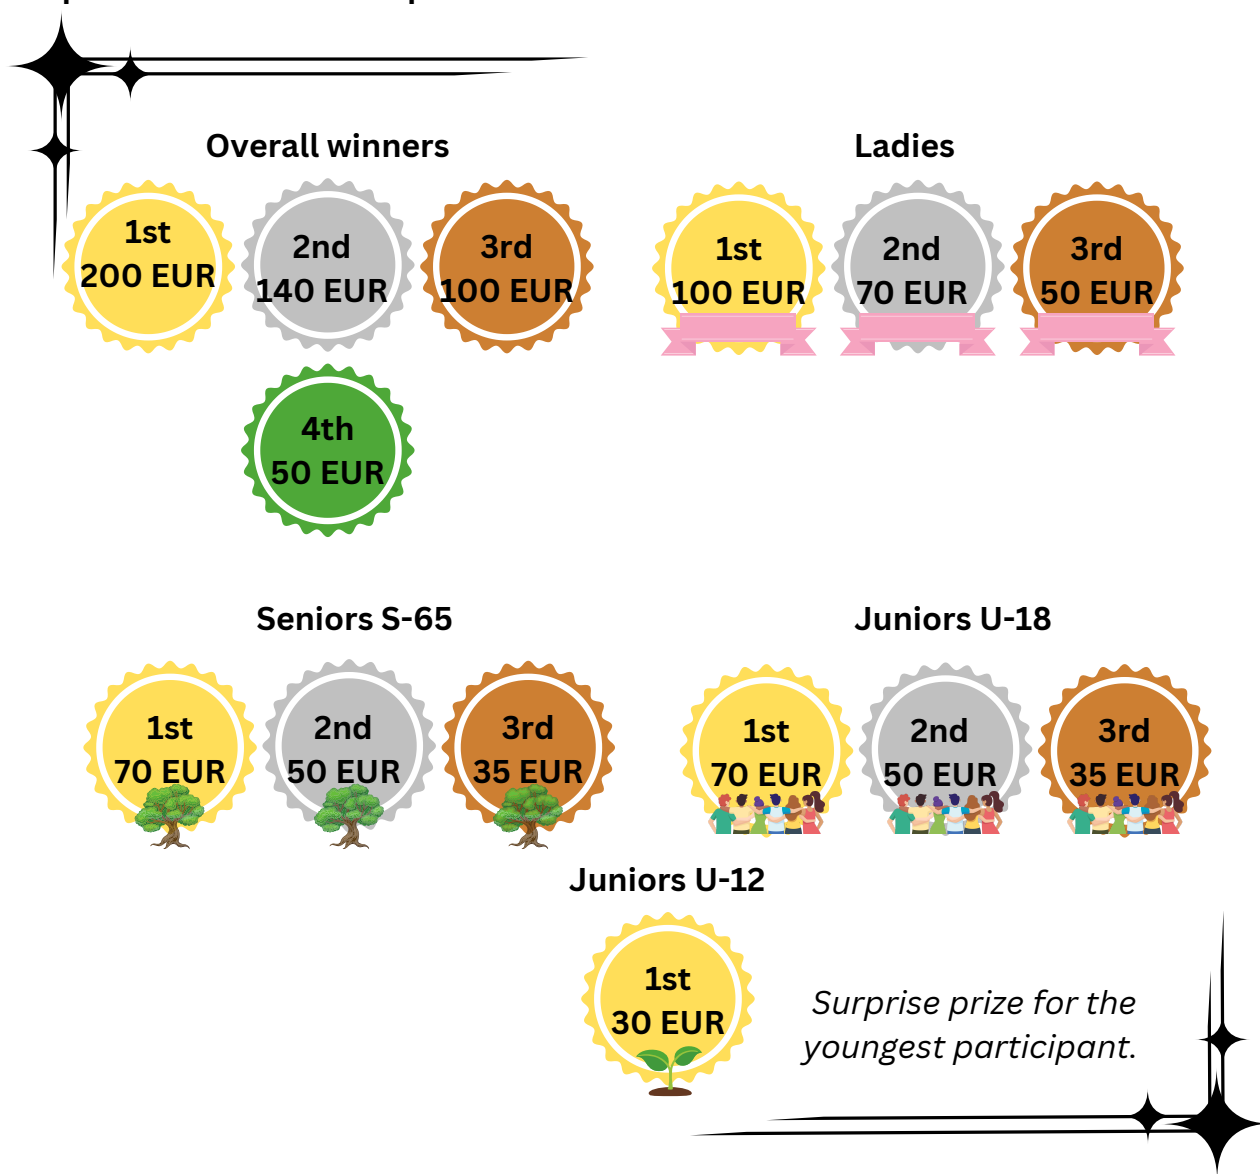 Overall winners
1st
200 EUR
2nd
140 EUR
3rd
100 EUR
4th
50 EUR
Ladies
1st
100 EUR
2nd
70 EUR
3rd
50 EUR
Seniors S-65
1st
70 EUR
2nd
50 EUR
3rd
35 EUR
Juniors U-18
1st
70 EUR
2nd
50 EUR
3rd
35 EUR
Juniors U-12
1st
30 EUR
Surprise prize for the
youngest participant.